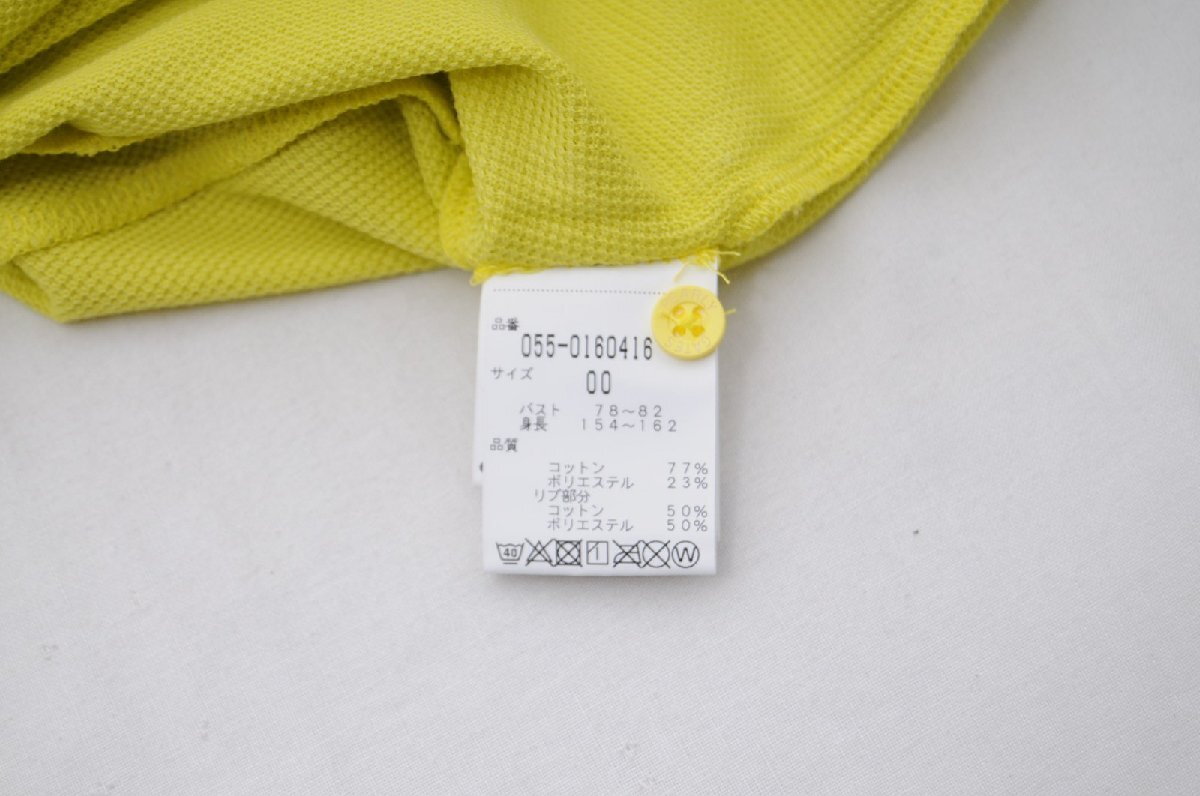 品番
055-0160416
サイズ
00
バスト 78~82
身長 154~162
品質
コットン 77%
ポリエステル 23%
リブ部分
コットン 50%
ポリエステル 50%
40 1 W